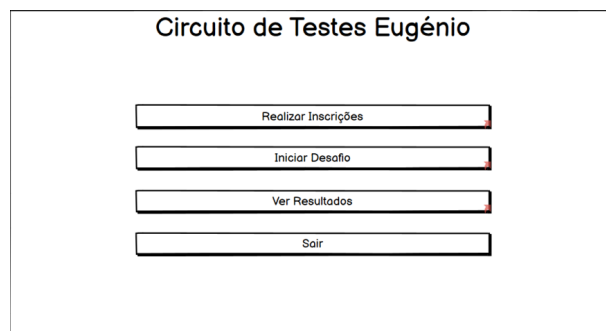 Circuito de Testes Eugénio
Realizar Inscrições
Iniciar Desafio
Ver Resultados
Sair